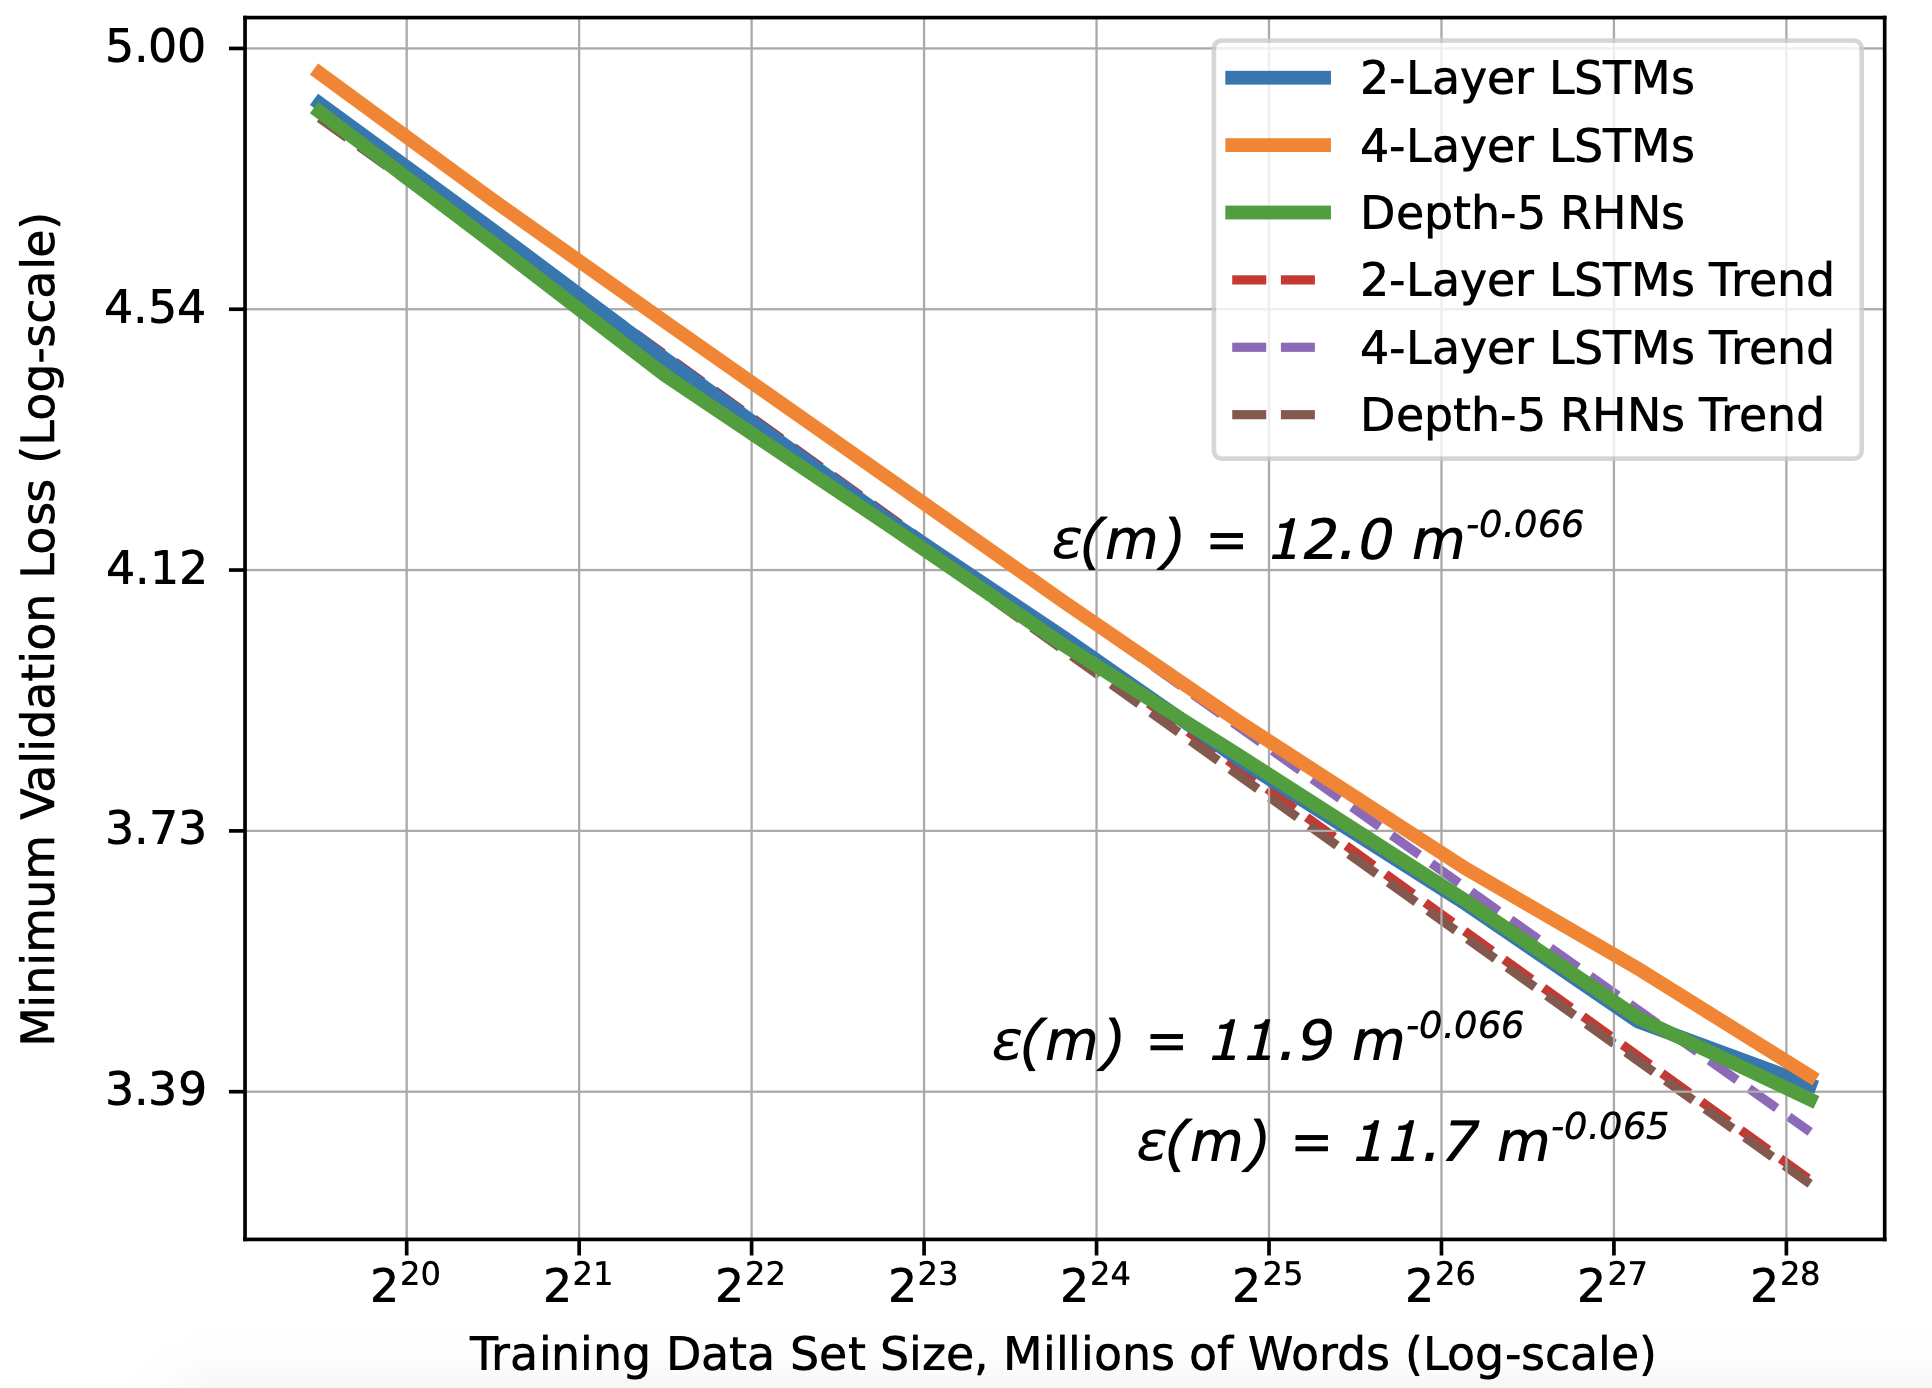 Minimum Validation Loss (Log-scale)
5.00
4.54
4.12
3.73
3.39
2-Layer LSTMs
4-Layer LSTMs
Depth-5 RHNs
2-Layer LSTMs Trend
4-Layer LSTMs Trend
Depth-5 RHNs Trend
ε(m) = 12.0 m^-0.066
ε(m) = 11.9 m^-0.066
ε(m) = 11.7 m^-0.065
2^20 2^21 2^22 2^23 2^24 2^25 2^26 2^27 2^28
Training Data Set Size, Millions of Words (Log-scale)